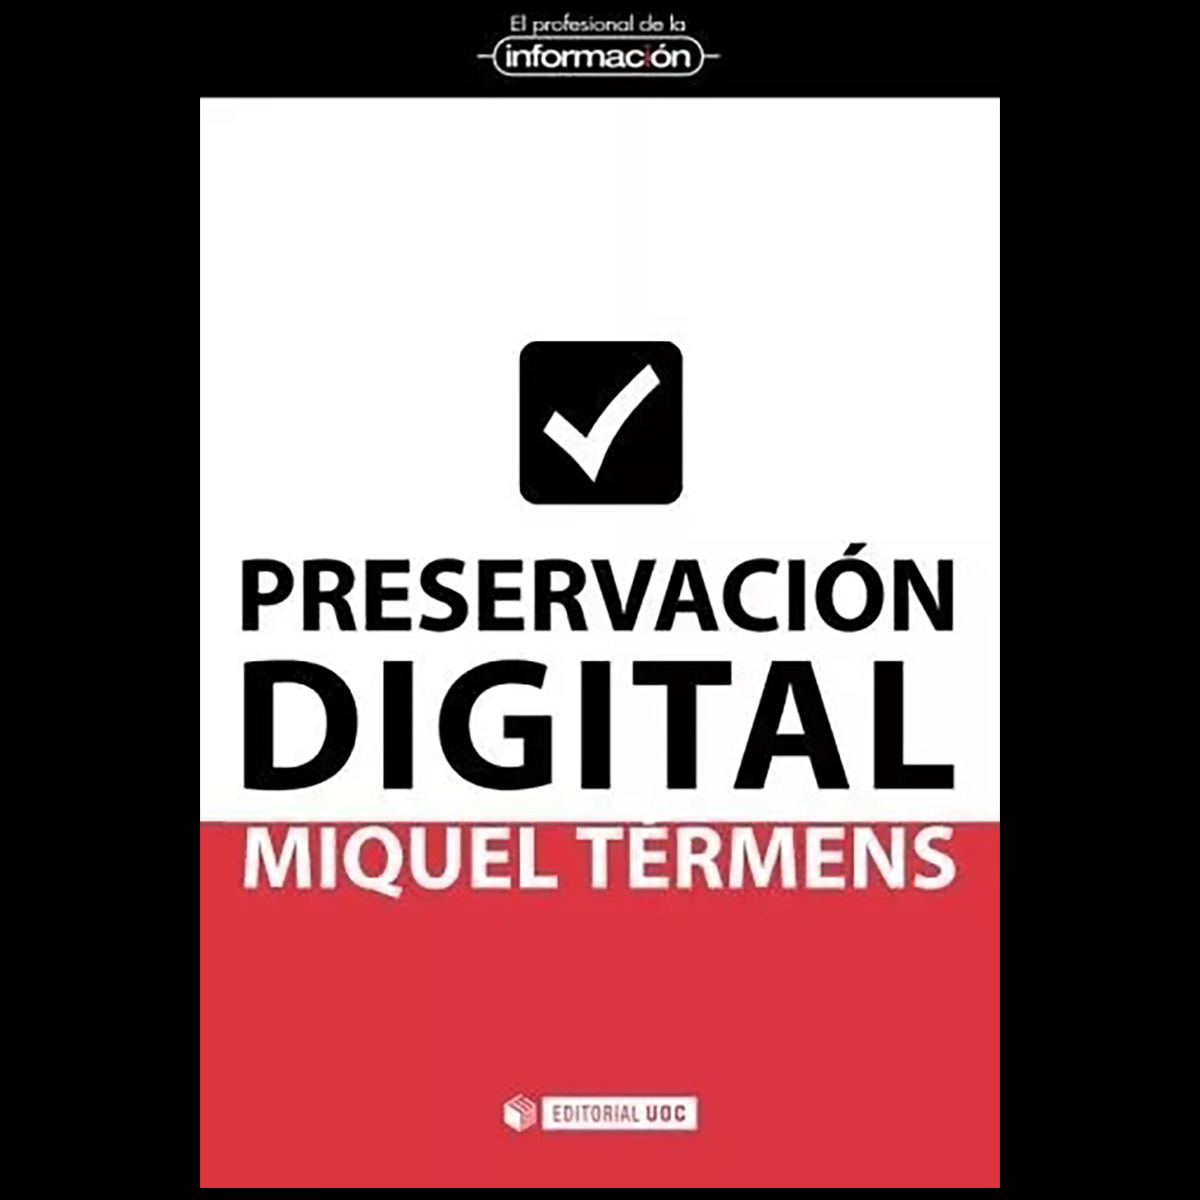 El profesional de la
información
PRESERVACIÓN
DIGITAL
MIQUEL TÉRMENS
EDITORIAL UOC